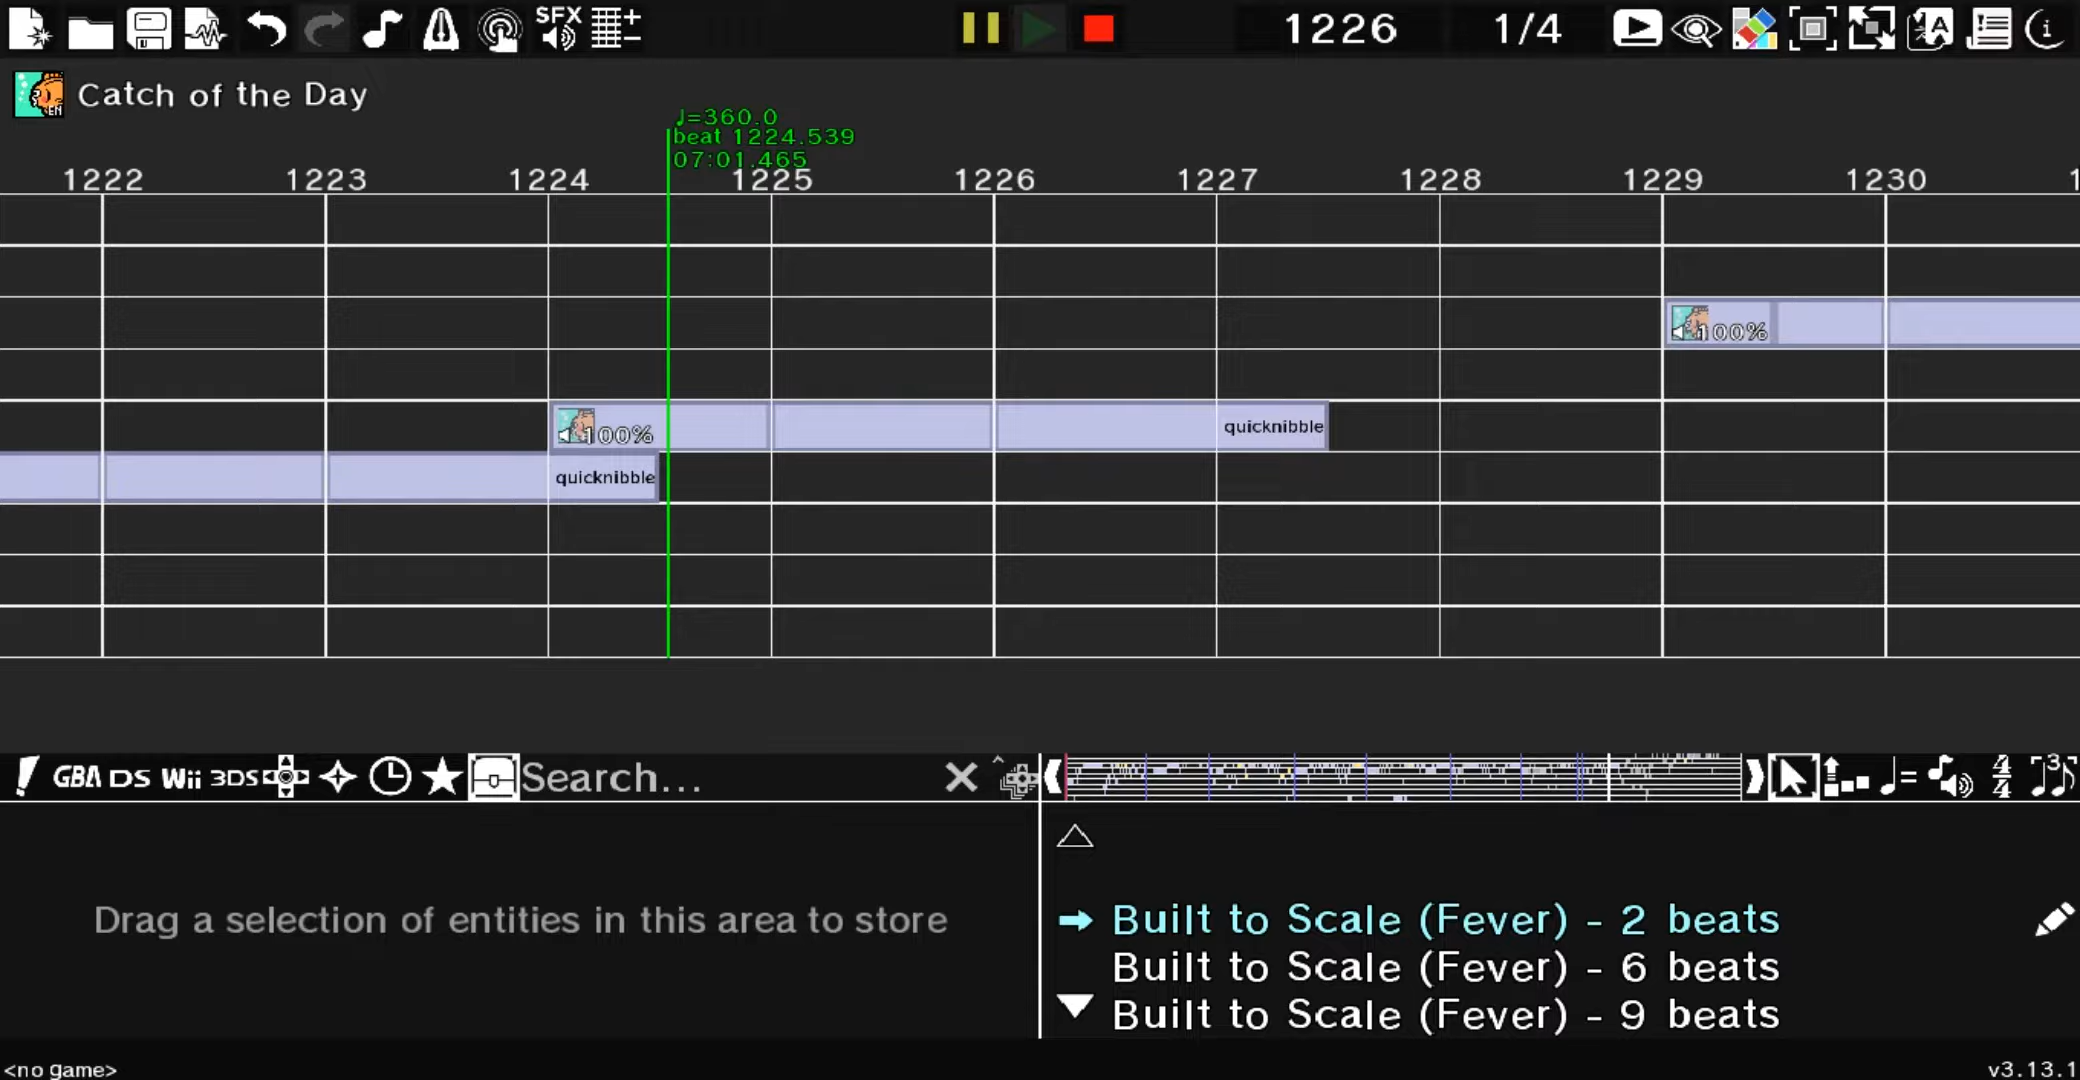 SFX
1226
1/4
Catch of the Day
♩=360.0
beat 1224.539
07:01.465
1222 1223 1224 1225 1226 1227 1228 1229 1230 1
100%
100% quicknibble
quicknibble
GBA DS Wii 3DS Search...
Drag a selection of entities in this area to store
Built to Scale (Fever) - 2 beats
Built to Scale (Fever) - 6 beats
Built to Scale (Fever) - 9 beats
<no game>
v3.13.1